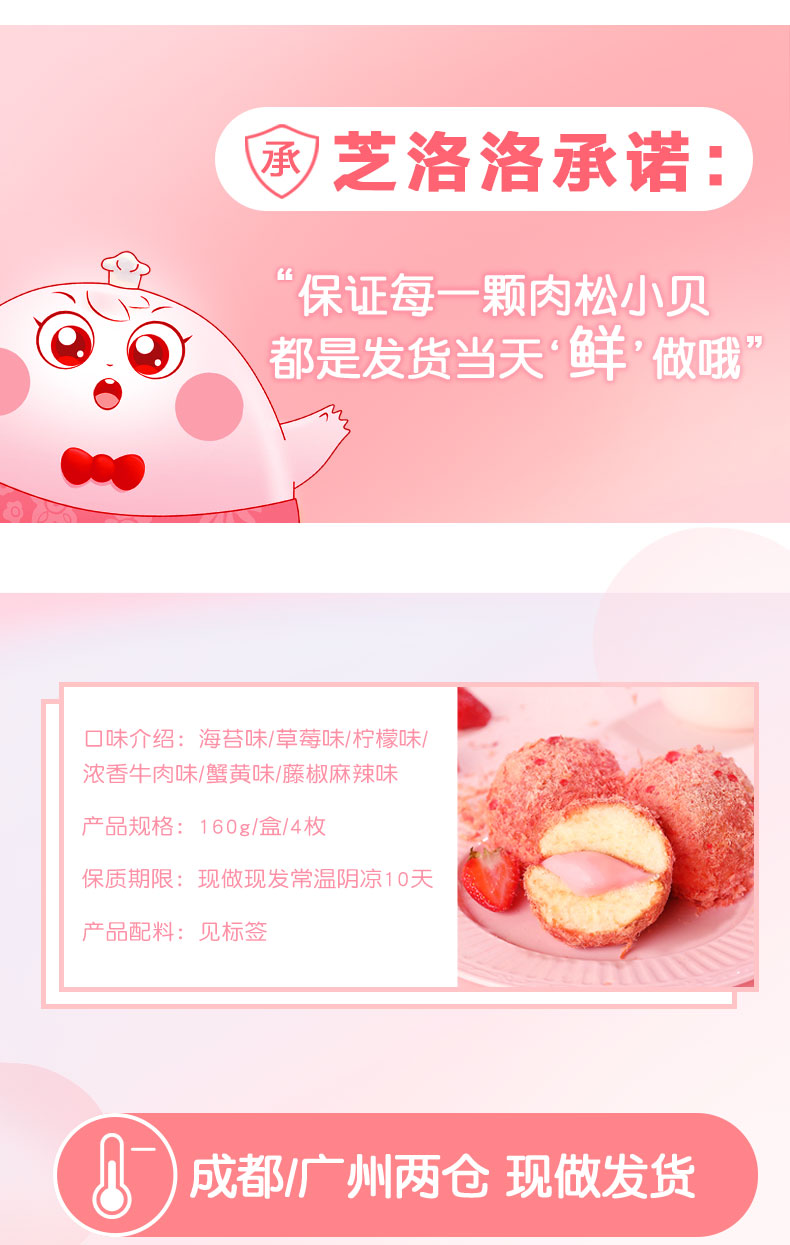 承 芝洛洛承诺：
“保证每一颗肉松小贝
都是发货当天‘鲜’做哦”
口味介绍：海苔味/草莓味/柠檬味/
浓香牛肉味/蟹黄味/藤椒麻辣味
产品规格：160g/盒/4枚
保质期限：现做现发常温阴凉10天
产品配料：见标签
成都/广州两仓 现做发货